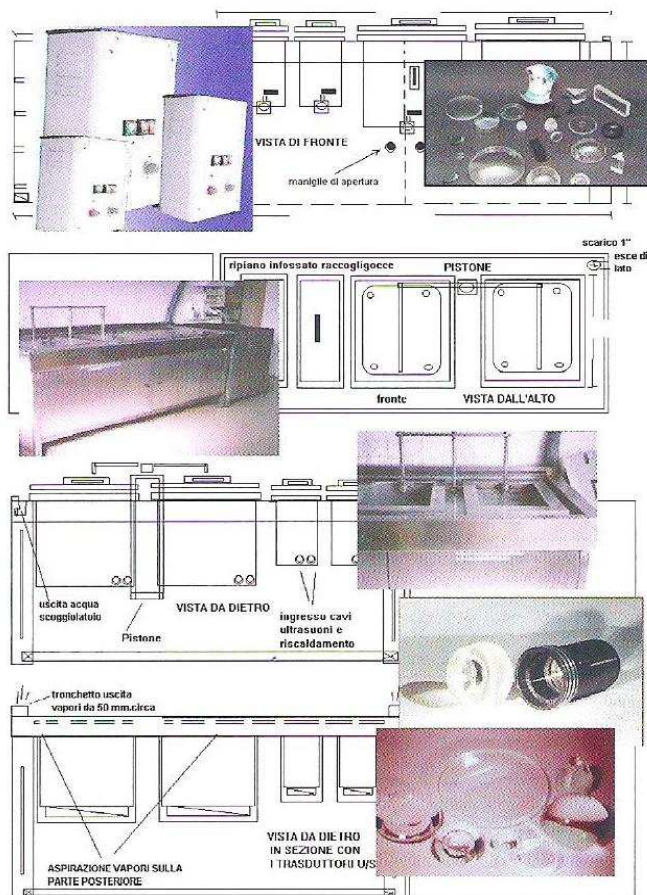 VISTA DI FRONTE
maniglie di apertura
scarico 1"
esce di
lato
ripiano infossato raccogligocce
PISTONE
fronte
VISTA DALL'ALTO
uscita acqua
scoggiolatoio
Pistone
VISTA DA DIETRO
ingresso cavi
ultrasuoni e
riscaldamento
tronchetto uscita
vapori da 50 mm.circa
ASPIRAZIONE VAPORI SULLA
PARTE POSTERIORE
VISTA DA DIETRO
IN SEZIONE CON
I TRASDUTTORI U/S